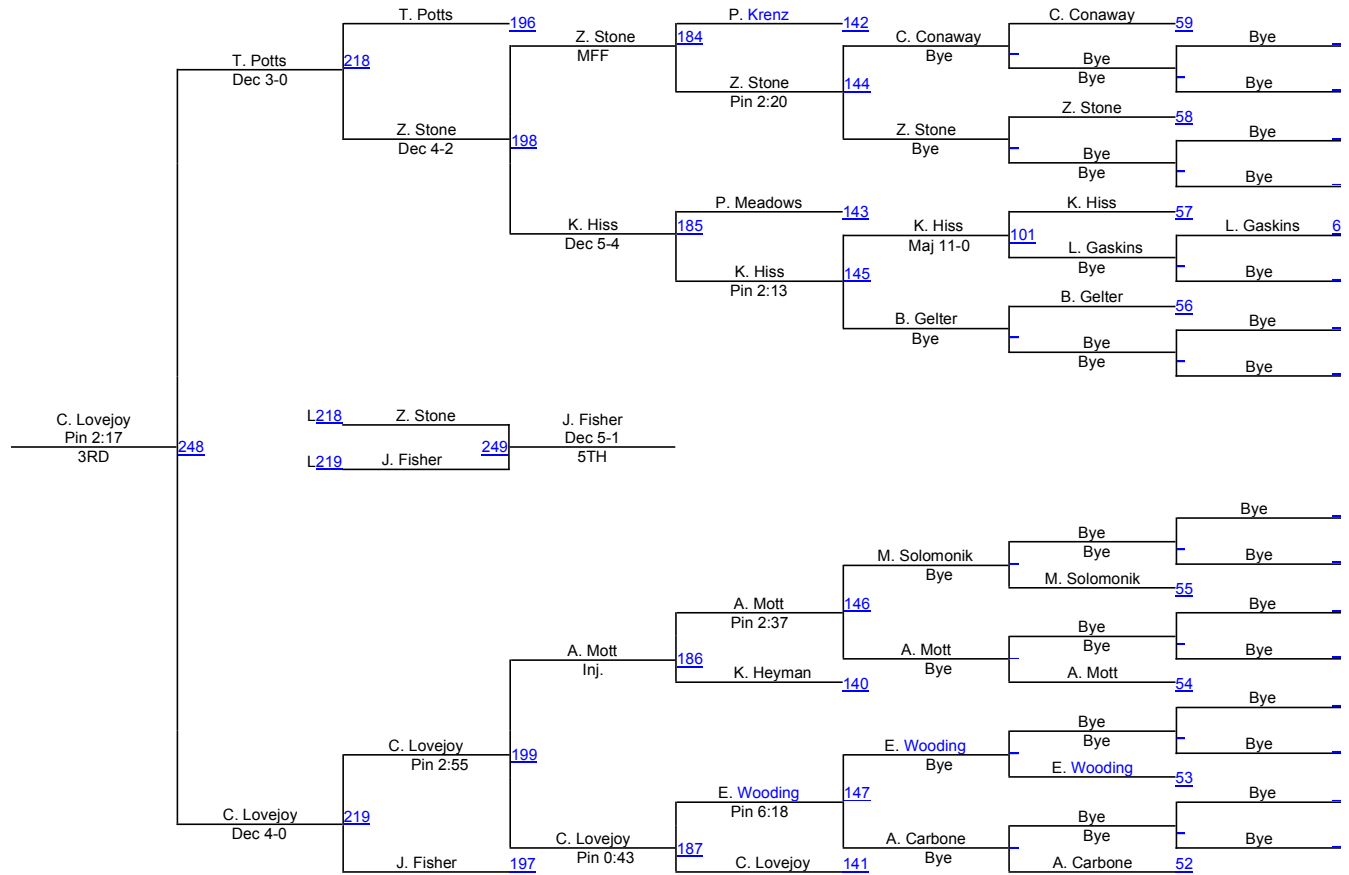 T. Potts
196
P. Krenz
142
C. Conaway
59
Z. Stone
184
C. Conaway
Bye
MFF
Bye
T. Potts
218
Bye
Dec 3-0
Bye
Z. Stone
144
Bye
Pin 2:20
Z. Stone
58
Z. Stone
Z. Stone
Bye
Dec 4-2
198
Bye
Bye
Bye
Bye
Bye
P. Meadows
143
K. Hiss
57
K. Hiss
185
K. Hiss
101
L. Gaskins
6
Dec 5-4
Maj 11-0
L. Gaskins
K. Hiss
145
Bye
Bye
Pin 2:13
B. Gelter
56
B. Gelter
Bye
Bye
Bye
Bye
Bye
C. Lovejoy
L218
Z. Stone
J. Fisher
Pin 2:17
Dec 5-1
248
249
3RD
5TH
L219
J. Fisher
Bye
Bye
M. Solomonik
Bye
Bye
Bye
M. Solomonik
55
A. Mott
146
Bye
Pin 2:37
Bye
A. Mott
186
A. Mott
Bye
Bye
Inj.
Bye
K. Heyman
140
A. Mott
54
Bye
Bye
C. Lovejoy
199
E. Wooding
Bye
Bye
Pin 2:55
Bye
E. Wooding
53
E. Wooding
147
Bye
Pin 6:18
C. Lovejoy
219
Bye
Dec 4-0
C. Lovejoy
187
A. Carbone
Bye
Bye
Pin 0:43
Bye
J. Fisher
197
C. Lovejoy
141
A. Carbone
52